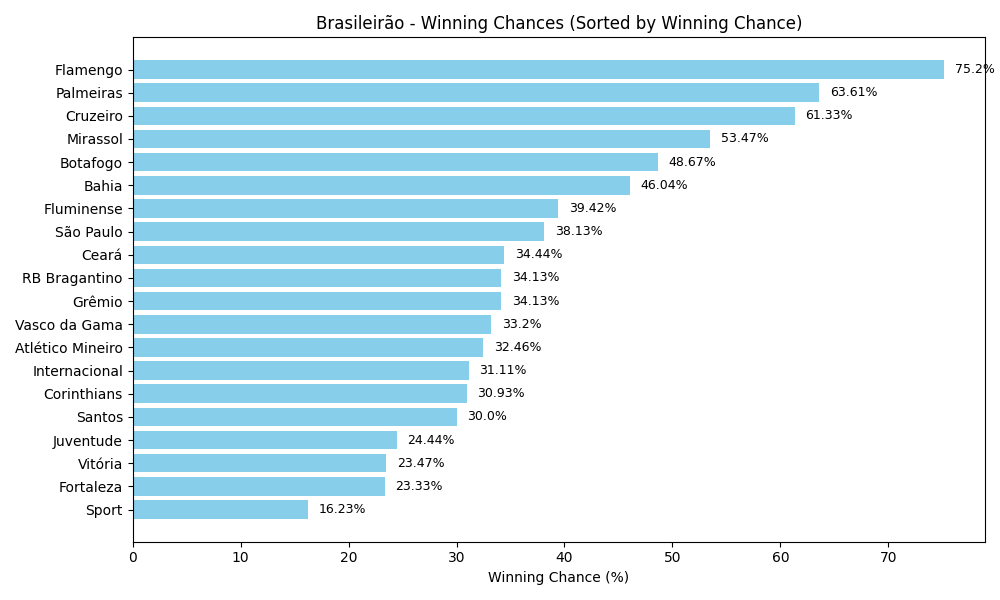 Brasileirão - Winning Chances (Sorted by Winning Chance)
Flamengo 75.2%
Palmeiras 63.61%
Cruzeiro 61.33%
Mirassol 53.47%
Botafogo 48.67%
Bahia 46.04%
Fluminense 39.42%
São Paulo 38.13%
Ceará 34.44%
RB Bragantino 34.13%
Grêmio 34.13%
Vasco da Gama 33.2%
Atlético Mineiro 32.46%
Internacional 31.11%
Corinthians 30.93%
Santos 30.0%
Juventude 24.44%
Vitória 23.47%
Fortaleza 23.33%
Sport 16.23%
0 10 20 30 40 50 60 70
Winning Chance (%)